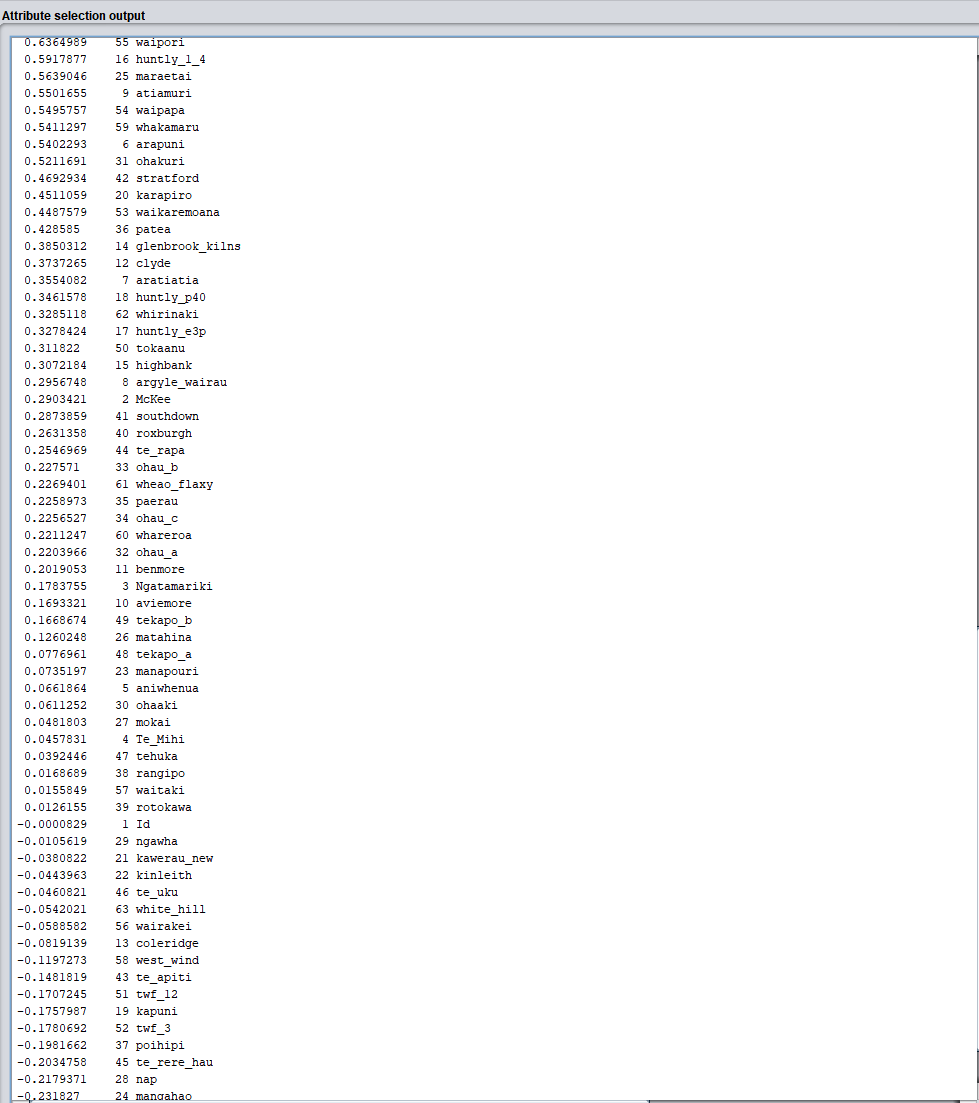 Attribute selection output
0.6364989 55 waipori
0.5917877 16 huntly_1_4
0.5639046 25 maraetai
0.5501655 9 atiamuri
0.5495757 54 waipapa
0.5411297 59 whakamaru
0.5402293 6 arapuni
0.5211691 31 ohakuri
0.4692934 42 stratford
0.4511059 20 karapiro
0.4487579 53 waikaremoana
0.428585 36 patea
0.3850312 14 glenbrook_kilns
0.3737265 12 clyde
0.3554082 7 aratiatia
0.3461578 18 huntly_p40
0.3285118 62 whirinaki
0.3278424 17 huntly_e3p
0.311822 50 tokaanu
0.3072184 15 highbank
0.2956748 8 argyle_wairau
0.2903421 2 McKee
0.2873859 41 southdown
0.2631358 40 roxburgh
0.2546969 44 te_rapa
0.227571 33 ohau_b
0.2269401 61 wheao_flaxy
0.2258973 35 paerau
0.2256527 34 ohau_c
0.2211247 60 whareroa
0.2203966 32 ohau_a
0.2019053 11 benmore
0.1783755 3 Ngatamariki
0.1693321 10 aviemore
0.1668674 49 tekapo_b
0.1260248 26 matahina
0.0776961 48 tekapo_a
0.0735197 23 manapouri
0.0661864 5 aniwhenua
0.0611252 30 ohaaki
0.0481803 27 mokai
0.0457831 4 Te_Mihi
0.0392446 47 tehuka
0.0168689 38 rangipo
0.0155849 57 waitaki
0.0126155 39 rotokawa
-0.0000829 1 Id
-0.0105619 29 ngawha
-0.0380822 21 kawerau_new
-0.0443963 22 kinleith
-0.0460821 46 te_uku
-0.0542021 63 white_hill
-0.0588582 56 wairakei
-0.0819139 13 coleridge
-0.1197273 58 west_wind
-0.1481819 43 te_apiti
-0.1707245 51 twf_12
-0.1757987 19 kapuni
-0.1780692 52 twf_3
-0.1981662 37 poihipi
-0.2034758 45 te_rere_hau
-0.2179371 28 nap
-0.231827 24 mangahao